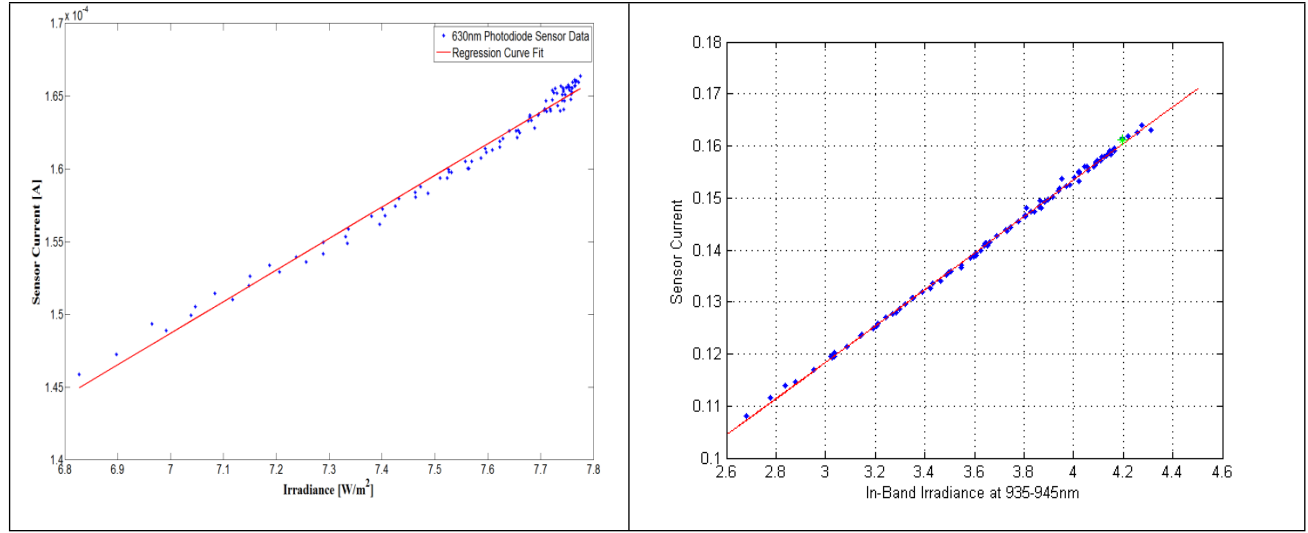 1.7 x 10⁻⁴
630nm Photodiode Sensor Data
Regression Curve Fit
1.65
1.6
1.55
1.5
1.45
1.4
Sensor Current [A]
6.8 6.9 7 7.1 7.2 7.3 7.4 7.5 7.6 7.7 7.8
Irradiance [W/m²]
0.18
0.17
0.16
0.15
0.14
0.13
0.12
0.11
0.1
Sensor Current
2.6 2.8 3 3.2 3.4 3.6 3.8 4 4.2 4.4 4.6
In-Band Irradiance at 935-945nm